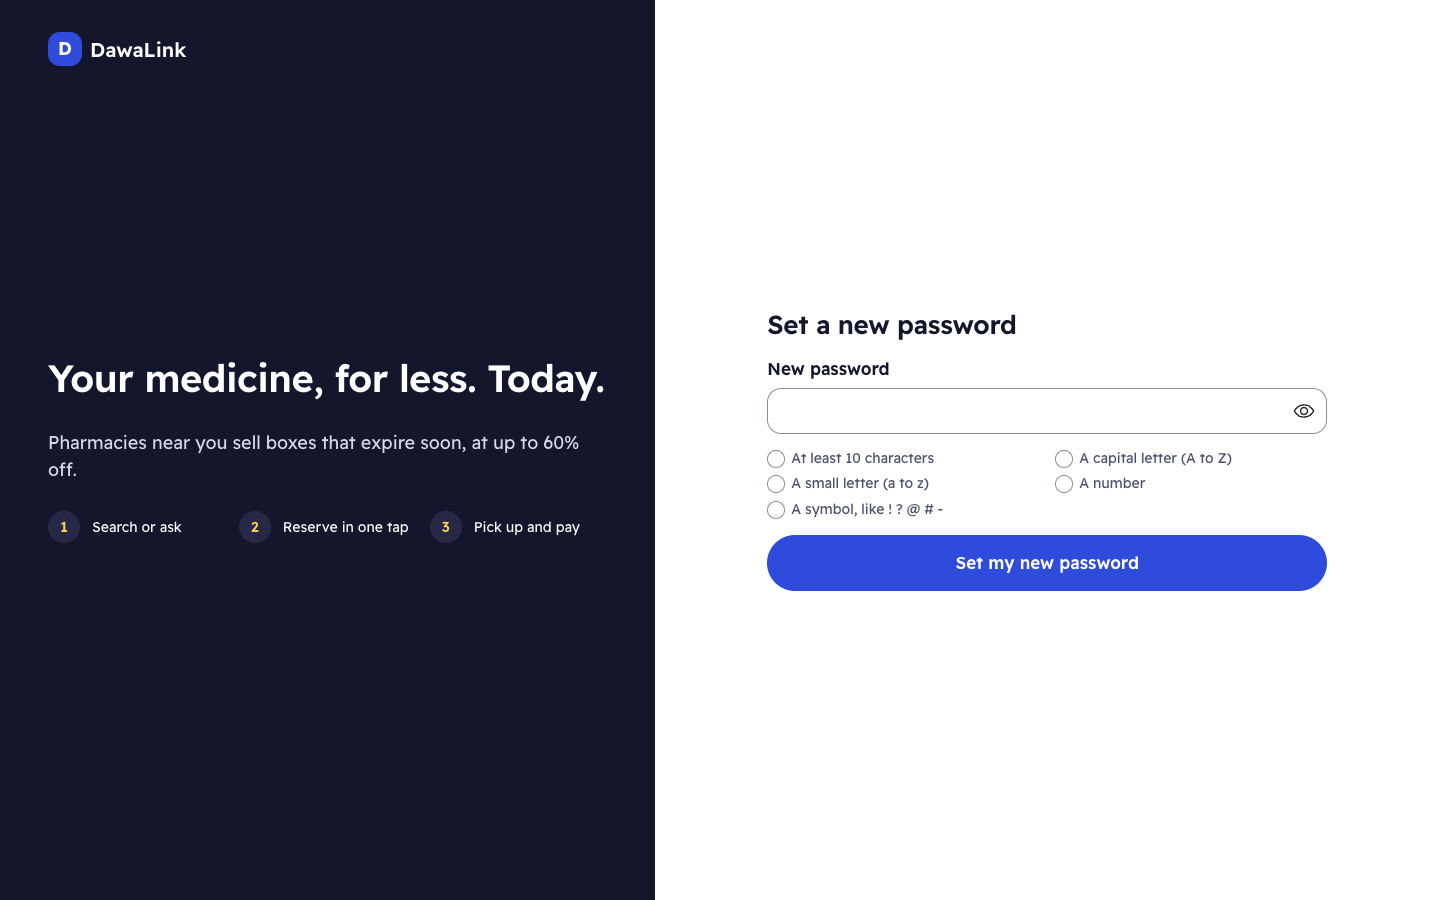 D DawaLink
Your medicine, for less. Today.
Pharmacies near you sell boxes that expire soon, at up to 60%
off.
1 Search or ask
2 Reserve in one tap
3 Pick up and pay
Set a new password
New password
At least 10 characters
A capital letter (A to Z)
A small letter (a to z)
A number
A symbol, like ! ? @ # -
Set my new password